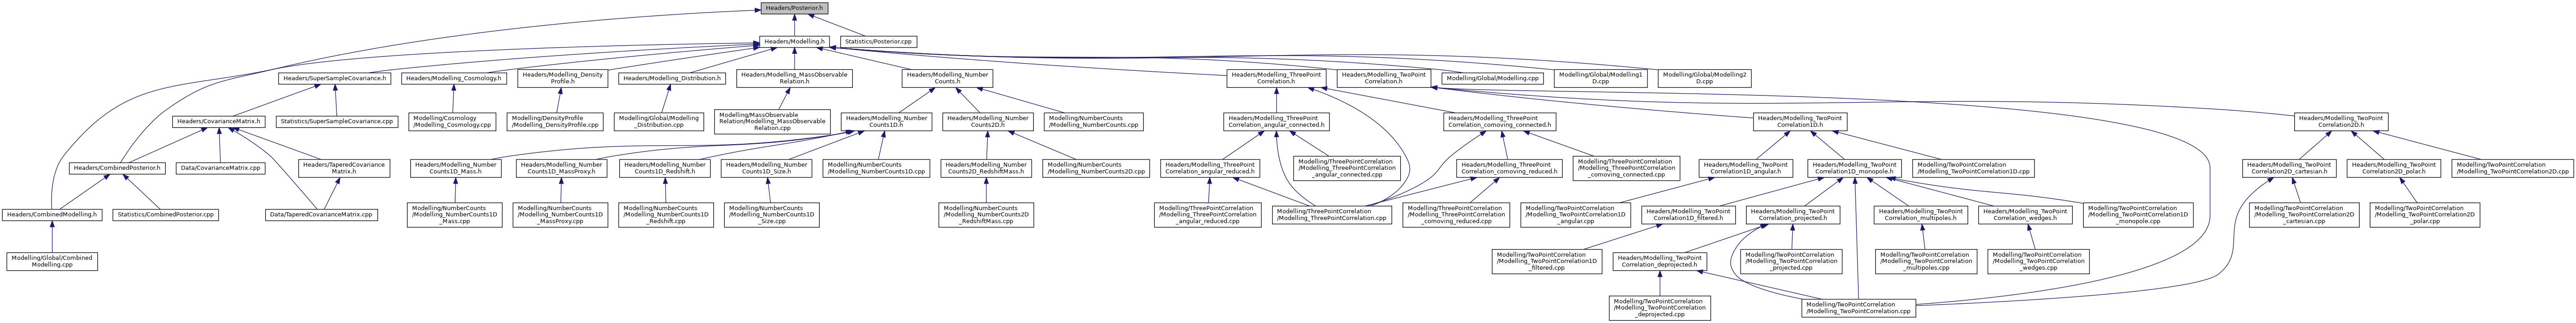 Headers/Posterior.h
Headers/Modelling.h
Statistics/Posterior.cpp
Headers/SuperSampleCovariance.h
Headers/Modelling_Cosmology.h
Headers/Modelling_Density
Profile.h
Headers/Modelling_Distribution.h
Headers/Modelling_MassObservable
Relation.h
Headers/Modelling_Number
Counts.h
Headers/Modelling_ThreePoint
Correlation.h
Headers/Modelling_TwoPoint
Correlation.h
Modelling/Global/Modelling.cpp
Modelling/Global/Modelling1
D.cpp
Modelling/Global/Modelling2
D.cpp
Headers/CovarianceMatrix.h
Statistics/SuperSampleCovariance.cpp
Modelling/Cosmology
/Modelling_Cosmology.cpp
Modelling/DensityProfile
/Modelling_DensityProfile.cpp
Modelling/Global/Modelling
_Distribution.cpp
Modelling/MassObservable
Relation/Modelling_MassObservable
Relation.cpp
Headers/Modelling_Number
Counts1D.h
Headers/Modelling_Number
Counts2D.h
Modelling/NumberCounts
/Modelling_NumberCounts.cpp
Headers/Modelling_ThreePoint
Correlation_angular_connected.h
Headers/Modelling_ThreePoint
Correlation_comoving_connected.h
Headers/Modelling_TwoPoint
Correlation1D.h
Headers/Modelling_TwoPoint
Correlation2D.h
Headers/CombinedPosterior.h
Data/CovarianceMatrix.cpp
Headers/TaperedCovariance
Matrix.h
Headers/Modelling_Number
Counts1D_Mass.h
Headers/Modelling_Number
Counts1D_MassProxy.h
Headers/Modelling_Number
Counts1D_Redshift.h
Headers/Modelling_Number
Counts1D_Size.h
Modelling/NumberCounts
/Modelling_NumberCounts1D.cpp
Headers/Modelling_Number
Counts2D_RedshiftMass.h
Modelling/NumberCounts
/Modelling_NumberCounts2D.cpp
Headers/Modelling_ThreePoint
Correlation_angular_reduced.h
Modelling/ThreePointCorrelation
/Modelling_ThreePointCorrelation
_angular_connected.cpp
Headers/Modelling_ThreePoint
Correlation_comoving_reduced.h
Modelling/ThreePointCorrelation
/Modelling_ThreePointCorrelation
_comoving_connected.cpp
Headers/Modelling_TwoPoint
Correlation1D_angular.h
Headers/Modelling_TwoPoint
Correlation1D_monopole.h
Modelling/TwoPointCorrelation
/Modelling_TwoPointCorrelation1D.cpp
Headers/Modelling_TwoPoint
Correlation2D_cartesian.h
Headers/Modelling_TwoPoint
Correlation2D_polar.h
Modelling/TwoPointCorrelation
/Modelling_TwoPointCorrelation2D.cpp
Headers/CombinedModelling.h
Statistics/CombinedPosterior.cpp
Data/TaperedCovarianceMatrix.cpp
Modelling/NumberCounts
/Modelling_NumberCounts1D
_Mass.cpp
Modelling/NumberCounts
/Modelling_NumberCounts1D
_MassProxy.cpp
Modelling/NumberCounts
/Modelling_NumberCounts1D
_Redshift.cpp
Modelling/NumberCounts
/Modelling_NumberCounts1D
_Size.cpp
Modelling/NumberCounts
/Modelling_NumberCounts2D
_RedshiftMass.cpp
Modelling/ThreePointCorrelation
/Modelling_ThreePointCorrelation
_angular_reduced.cpp
Modelling/ThreePointCorrelation
/Modelling_ThreePointCorrelation.cpp
Modelling/ThreePointCorrelation
/Modelling_ThreePointCorrelation
_comoving_reduced.cpp
Modelling/TwoPointCorrelation
/Modelling_TwoPointCorrelation1D
_angular.cpp
Headers/Modelling_TwoPoint
Correlation1D_filtered.h
Headers/Modelling_TwoPoint
Correlation_projected.h
Headers/Modelling_TwoPoint
Correlation_multipoles.h
Headers/Modelling_TwoPoint
Correlation_wedges.h
Modelling/TwoPointCorrelation
/Modelling_TwoPointCorrelation1D
_monopole.cpp
Modelling/TwoPointCorrelation
/Modelling_TwoPointCorrelation2D
_cartesian.cpp
Modelling/TwoPointCorrelation
/Modelling_TwoPointCorrelation2D
_polar.cpp
Modelling/Global/Combined
Modelling.cpp
Modelling/TwoPointCorrelation
/Modelling_TwoPointCorrelation1D
_filtered.cpp
Headers/Modelling_TwoPoint
Correlation_deprojected.h
Modelling/TwoPointCorrelation
/Modelling_TwoPointCorrelation
_projected.cpp
Modelling/TwoPointCorrelation
/Modelling_TwoPointCorrelation
_multipoles.cpp
Modelling/TwoPointCorrelation
/Modelling_TwoPointCorrelation
_wedges.cpp
Modelling/TwoPointCorrelation
/Modelling_TwoPointCorrelation
_deprojected.cpp
Modelling/TwoPointCorrelation
/Modelling_TwoPointCorrelation.cpp